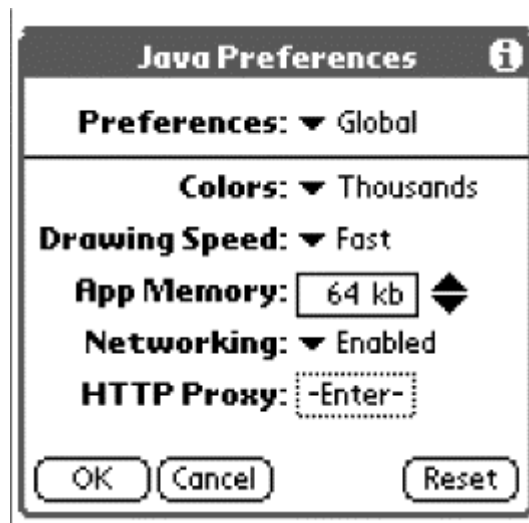 Java Preferences i
Preferences: Global
Colors: Thousands
Drawing Speed: Fast
App Memory: 64 kb
Networking: Enabled
HTTP Proxy: -Enter-
OK Cancel Reset